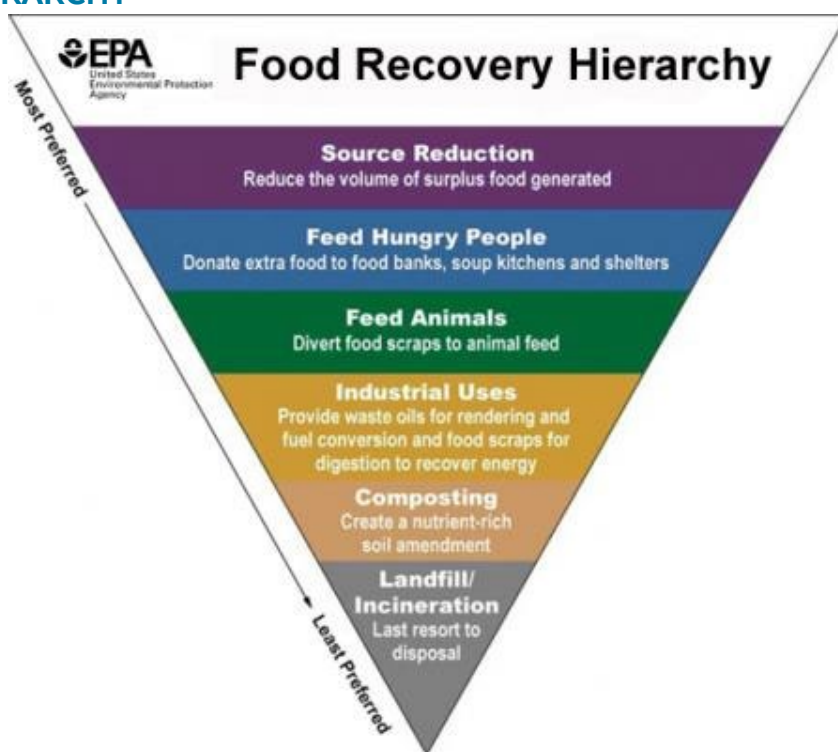 EPA
United States
Environmental Protection
Agency
Food Recovery Hierarchy
Most Preferred
Source Reduction
Reduce the volume of surplus food generated
Feed Hungry People
Donate extra food to food banks, soup kitchens and shelters
Feed Animals
Divert food scraps to animal feed
Industrial Uses
Provide waste oils for rendering and
fuel conversion and food scraps for
digestion to recover energy
Composting
Create a nutrient-rich
soil amendment
Landfill/
Incineration
Last resort to
disposal
Least Preferred